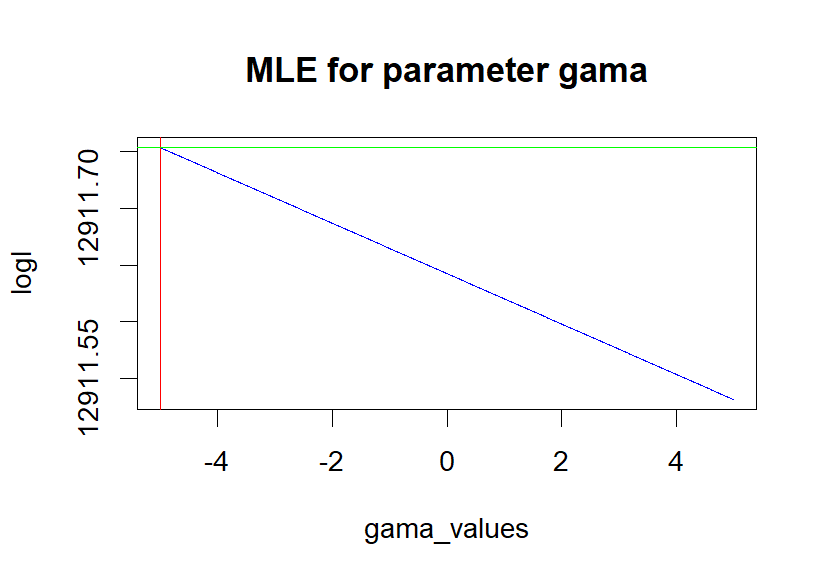 MLE for parameter gama
logl
12911.70
12911.55
-4 -2 0 2 4
gama_values